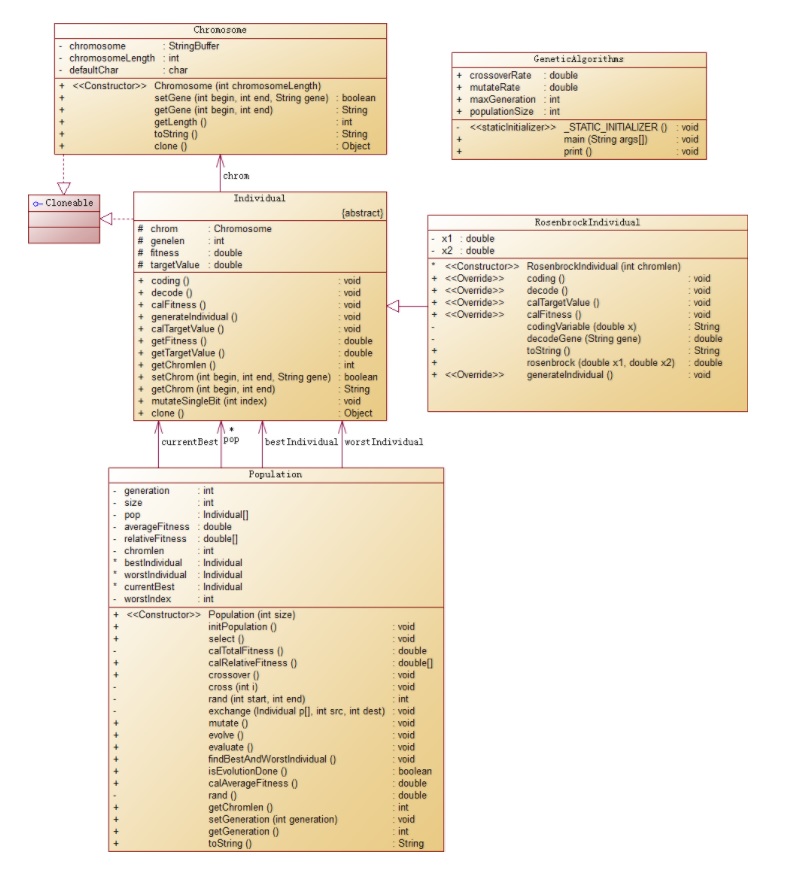 Chromosome
- chromosome : StringBuffer
- chromosomeLength : int
- defaultChar : char
+ <<Constructor>> Chromosome (int chromosomeLength)
+ setGene (int begin, int end, String gene) : boolean
+ getGene (int begin, int end) : String
+ getLength () : int
+ toString () : String
+ clone () : Object
GeneticAlgorithms
+ crossoverRate : double
+ mutateRate : double
+ maxGeneration : int
+ populationSize : int
- <<staticInitializer>> _STATIC_INITIALIZER () : void
+ main (String args[]) : void
+ print () : void
chrom
Cloneable
Individual
{abstract}
# chrom : Chromosome
# genelen : int
# fitness : double
# targetValue : double
+ coding () : void
+ decode () : void
+ calFitness () : void
+ generateIndividual () : void
+ calTargetValue () : void
+ getFitness () : double
+ getTargetValue () : double
+ getChromlen () : int
+ setChrom (int begin, int end, String gene) : boolean
+ getChrom (int begin, int end) : String
+ mutateSingleBit (int index) : void
+ clone () : Object
RosenbrockIndividual
- x1 : double
- x2 : double
* <<Constructor>> RosenbrockIndividual (int chromlen)
+ <<Override>> coding () : void
+ <<Override>> decode () : void
+ <<Override>> calTargetValue () : void
+ <<Override>> calFitness () : void
- codingVariable (double x) : String
- decodeGene (String gene) : double
+ toString () : String
+ rosenbrock (double x1, double x2) : double
+ <<Override>> generateIndividual () : void
currentBest
*
pop
bestIndividual
worstIndividual
Population
- generation : int
- size : int
- pop : Individual[]
- averageFitness : double
- relativeFitness : double[]
- chromlen : int
* bestIndividual : Individual
* worstIndividual : Individual
* currentBest : Individual
- worstIndex : int
+ <<Constructor>> Population (int size)
+ initPopulation () : void
+ select () : void
- calTotalFitness () : double
+ calRelativeFitness () : double[]
+ crossover () : void
- cross (int i) : void
- rand (int start, int end) : int
- exchange (Individual p[], int src, int dest) : void
+ mutate () : void
+ evolve () : void
+ evaluate () : void
+ findBestAndWorstIndividual () : void
+ isEvolutionDone () : boolean
+ calAverageFitness () : double
- rand () : double
+ getChromlen () : int
+ setGeneration (int generation) : void
+ getGeneration () : int
+ toString () : String